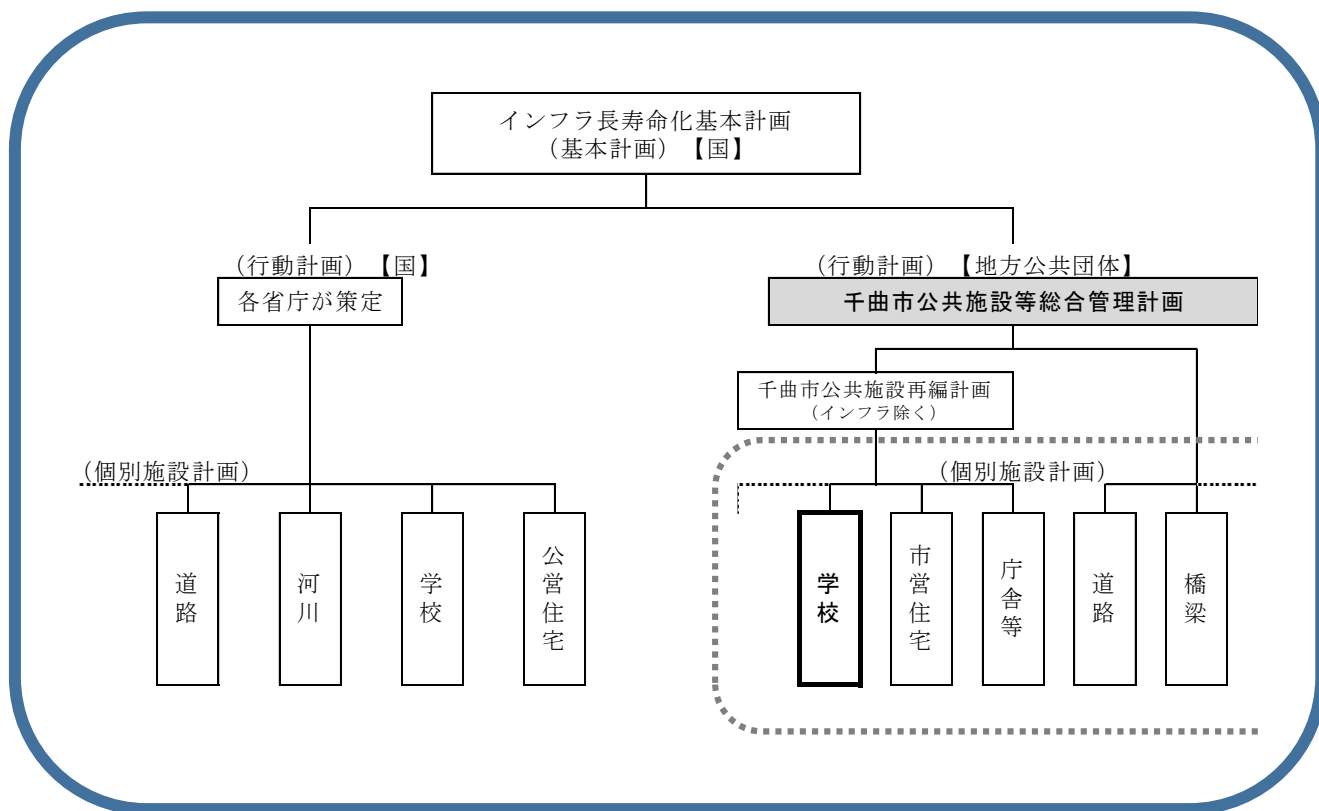 インフラ長寿命化基本計画
（基本計画）【国】
（行動計画）【国】
各省庁が策定
（行動計画）【地方公共団体】
千曲市公共施設等総合管理計画
千曲市公共施設再編計画
（インフラ除く）
（個別施設計画）
道路
河川
学校
公営住宅
（個別施設計画）
学校
市営住宅
庁舎等
道路
橋梁